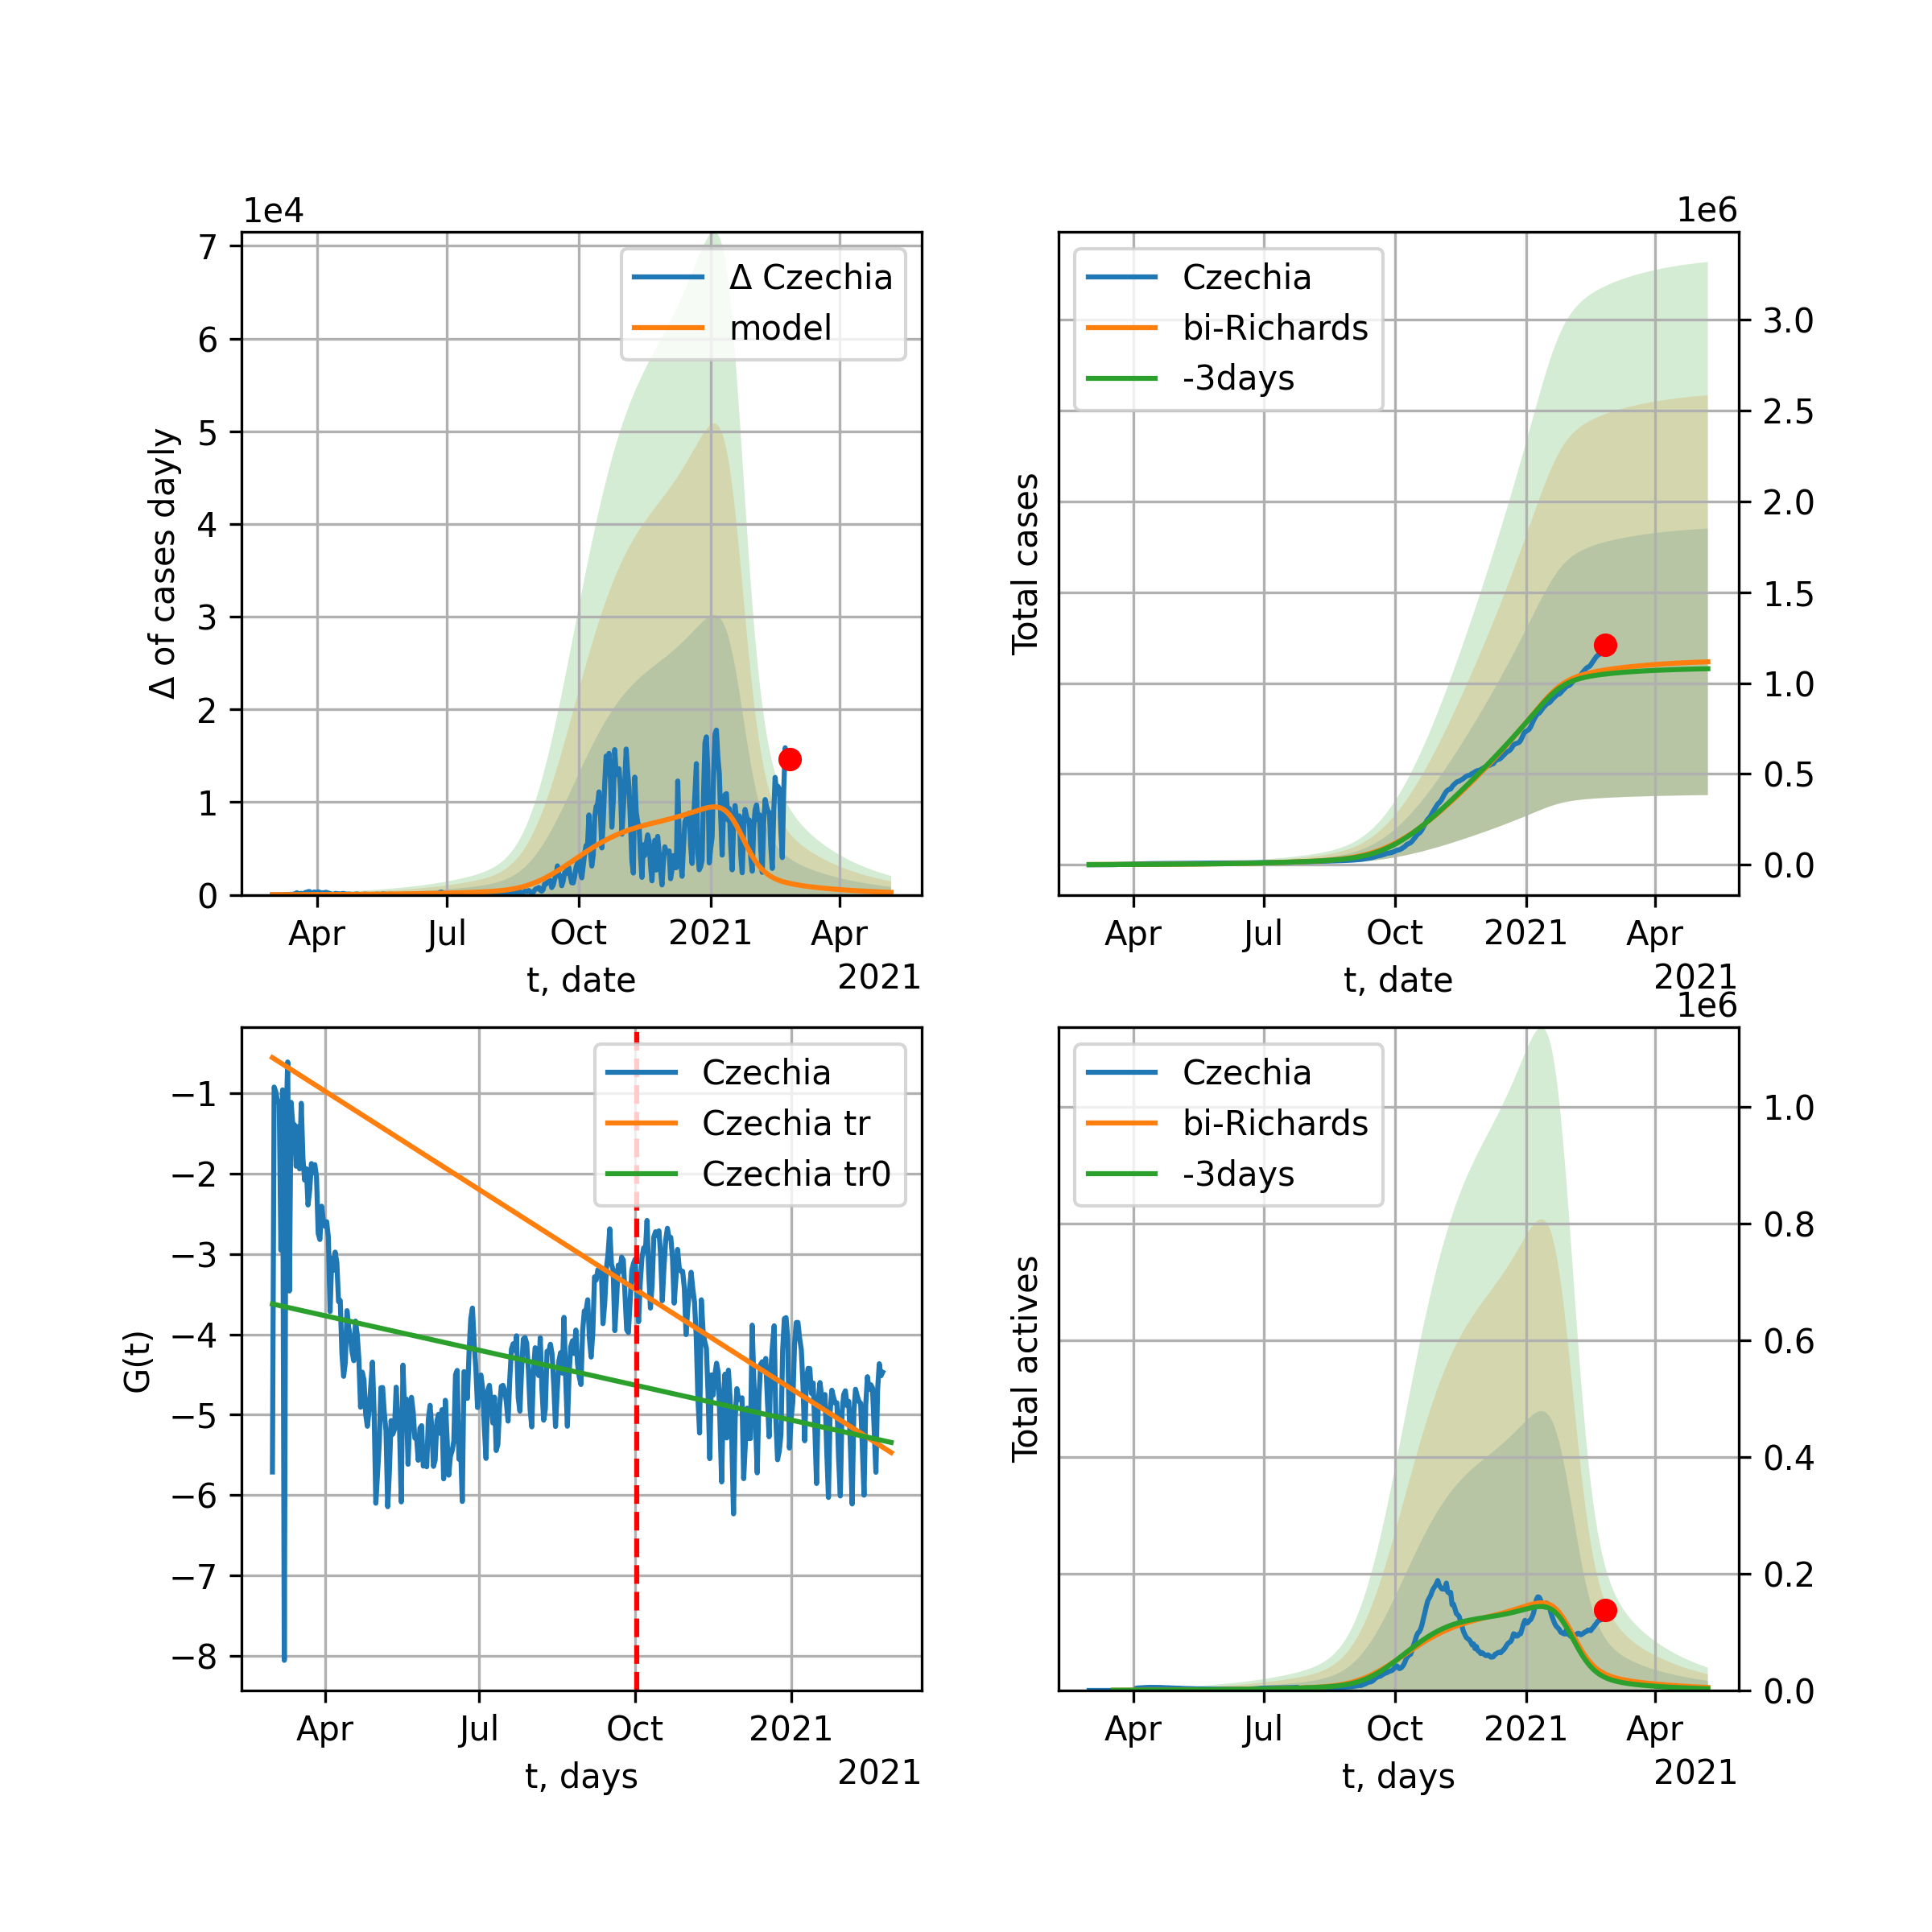 1e4
7
6
5
4
3
2
1
0
Δ of cases dayly
Δ Czechia
model
Apr
Jul
Oct
2021
Apr
t, date
2021
1e6
Czechia
bi-Richards
-3days
Total cases
3.0
2.5
2.0
1.5
1.0
0.5
0.0
Apr
Jul
Oct
2021
Apr
t, date
2021
−1
−2
−3
−4
−5
−6
−7
−8
G(t)
Czechia
Czechia tr
Czechia tr0
Apr
Jul
Oct
2021
t, days
2021
1e6
Czechia
bi-Richards
-3days
Total actives
1.0
0.8
0.6
0.4
0.2
0.0
Apr
Jul
Oct
2021
Apr
t, days
2021